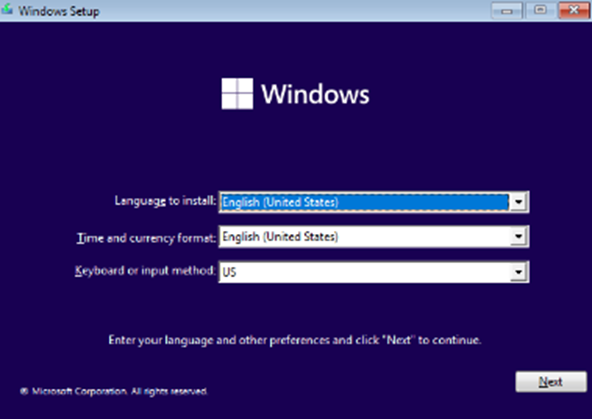 Windows Setup
Windows
Language to install: English (United States)
Time and currency format: English (United States)
Keyboard or input method: US
Enter your language and other preferences and click "Next" to continue.
Next
© Microsoft Corporation. All rights reserved.